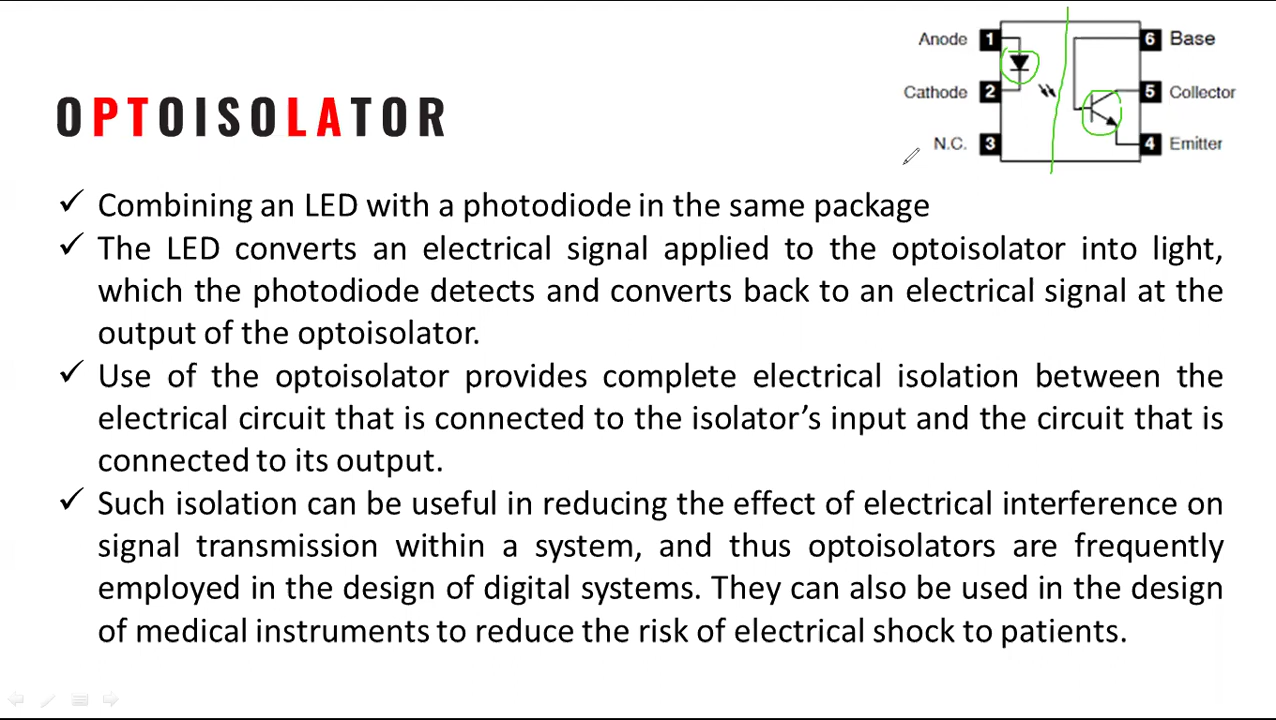 Anode 1 6 Base
OPTOISOLATOR
Cathode 2 5 Collector
N.C. 3 4 Emitter
✓ Combining an LED with a photodiode in the same package
✓ The LED converts an electrical signal applied to the optoisolator into light,
which the photodiode detects and converts back to an electrical signal at the
output of the optoisolator.
✓ Use of the optoisolator provides complete electrical isolation between the
electrical circuit that is connected to the isolator’s input and the circuit that is
connected to its output.
✓ Such isolation can be useful in reducing the effect of electrical interference on
signal transmission within a system, and thus optoisolators are frequently
employed in the design of digital systems. They can also be used in the design
of medical instruments to reduce the risk of electrical shock to patients.